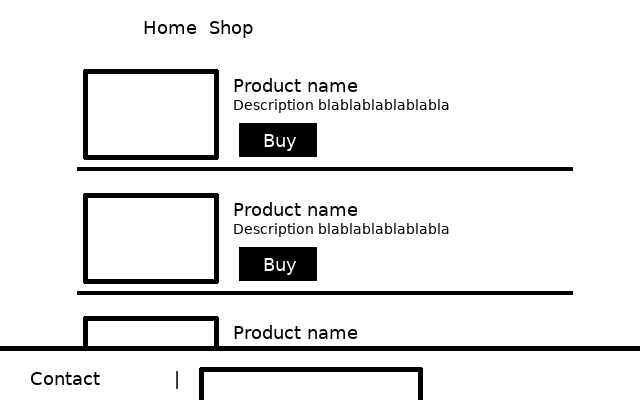 Home Shop
Product name
Description blablablablablabla
Buy
Product name
Description blablablablablabla
Buy
Product name
Contact |